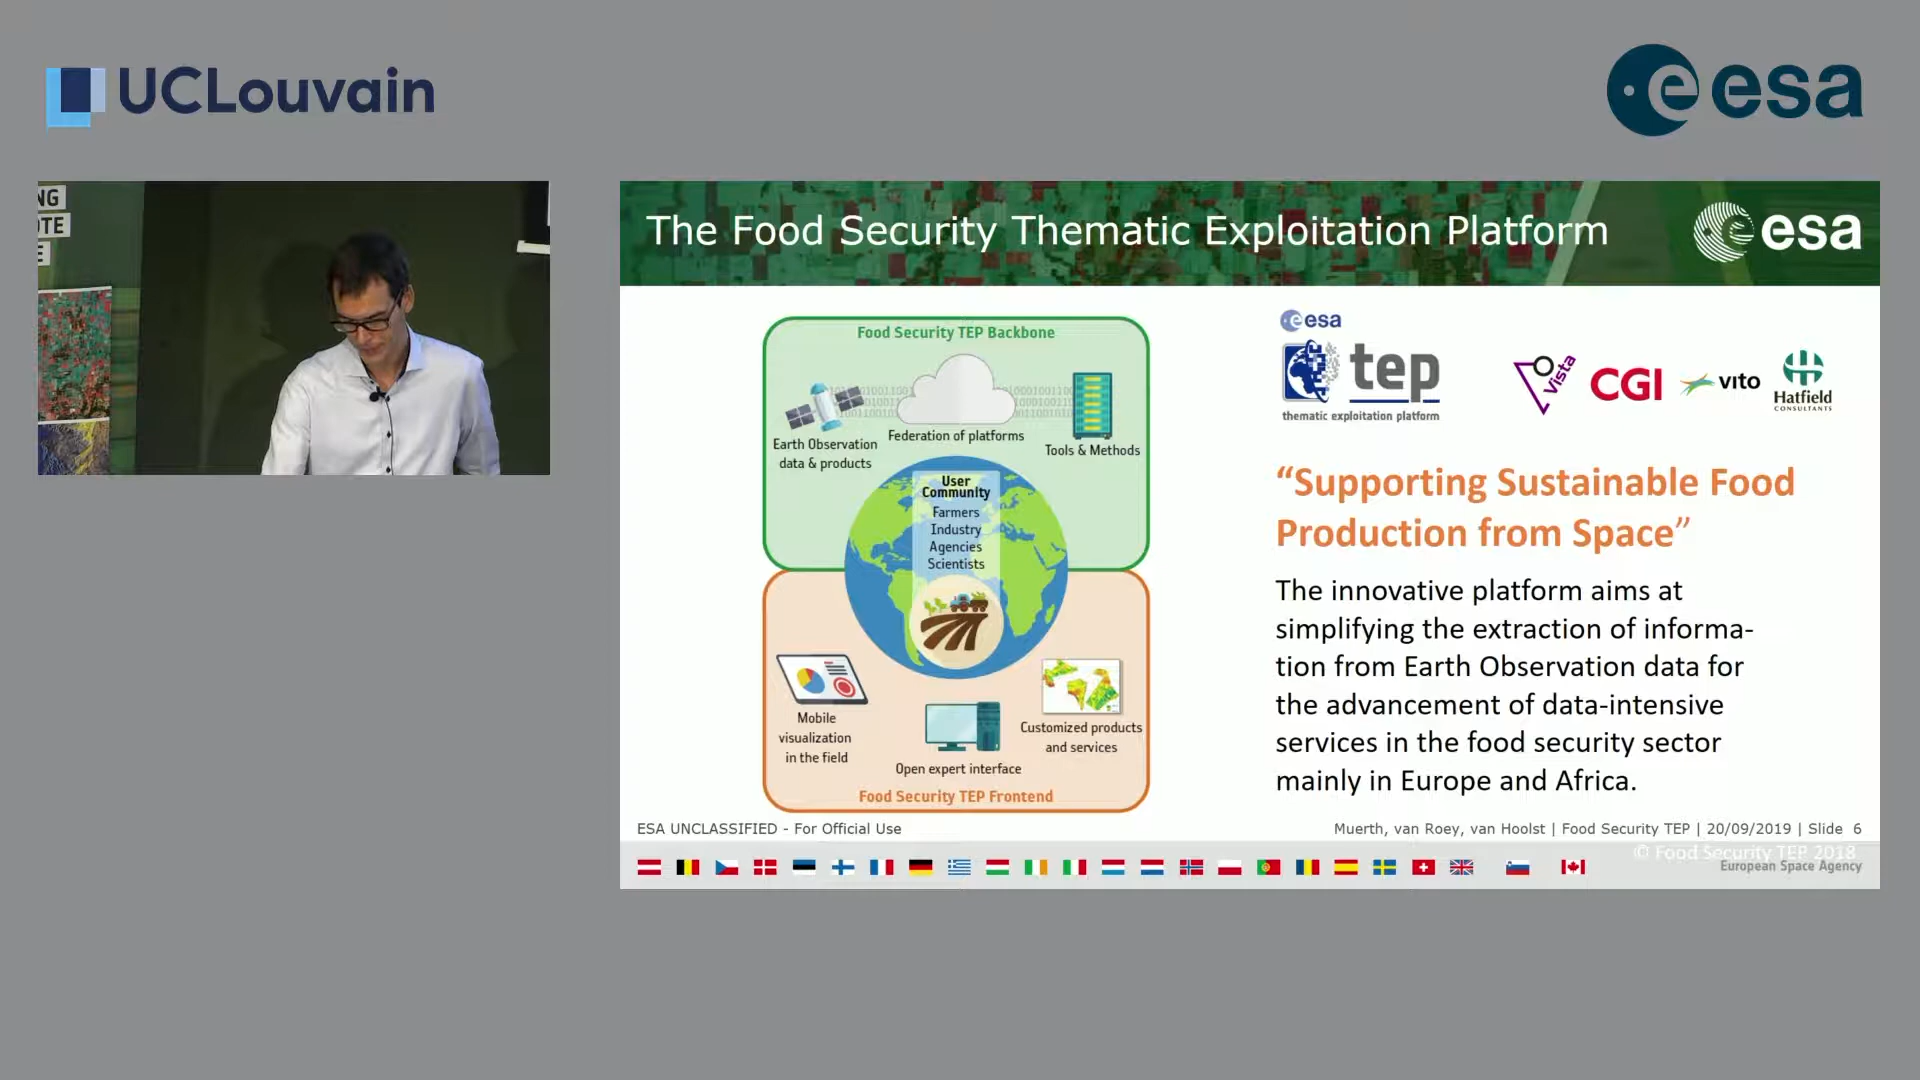 UCLouvain
esa
NG
OTE
E
The Food Security Thematic Exploitation Platform
esa
Food Security TEP Backbone
Earth Observation
data & products
Federation of platforms
Tools & Methods
User
Community
Farmers
Industry
Agencies
Scientists
Mobile
visualization
in the field
Open expert interface
Customized products
and services
Food Security TEP Frontend
esa
tep
thematic exploitation platform
Vista
CGI
vito
Hatfield
CONSULTANTS
“Supporting Sustainable Food
Production from Space”
The innovative platform aims at
simplifying the extraction of informa-
tion from Earth Observation data for
the advancement of data-intensive
services in the food security sector
mainly in Europe and Africa.
ESA UNCLASSIFIED - For Official Use
Muerth, van Roey, van Hoolst | Food Security TEP | 20/09/2019 | Slide 6
© Food Security TEP 2018
European Space Agency